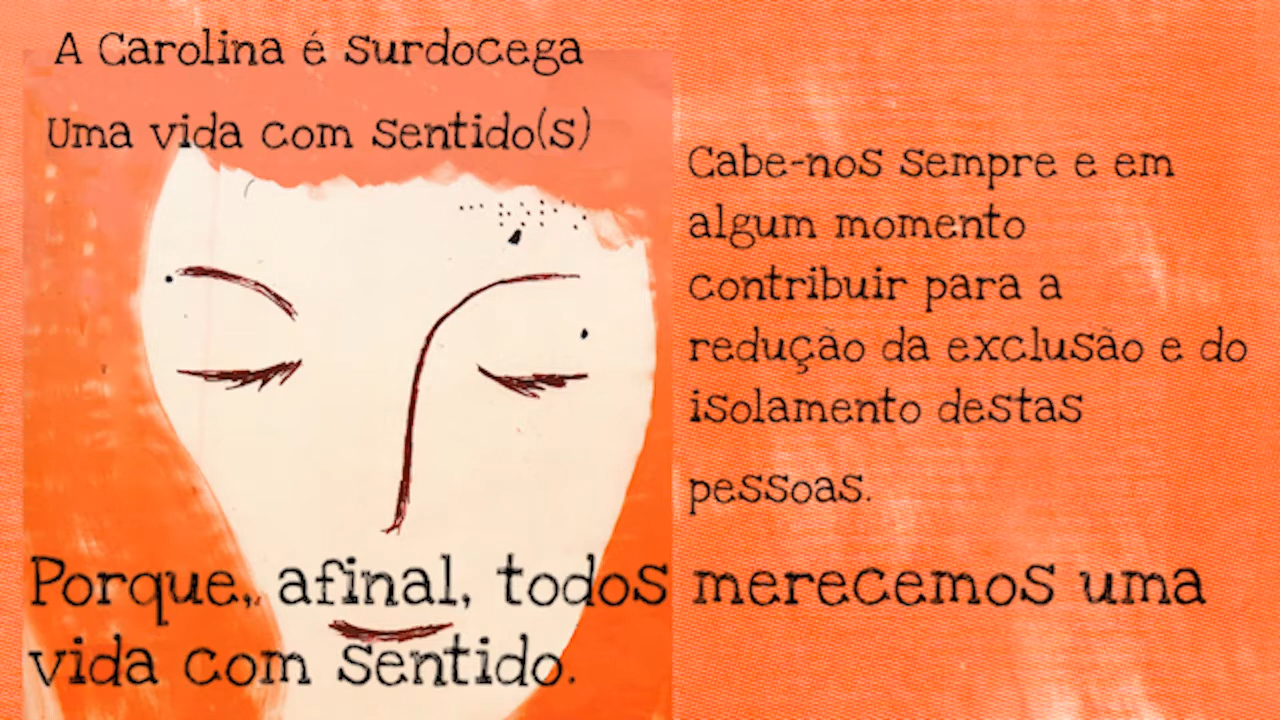 A Carolina é surdocega
Uma vida com sentido(s)
Cabe-nos sempre e em
algum momento
contribuir para a
redução da exclusão e do
isolamento destas
pessoas.
Porque, afinal, todos merecemos uma
vida com sentido.